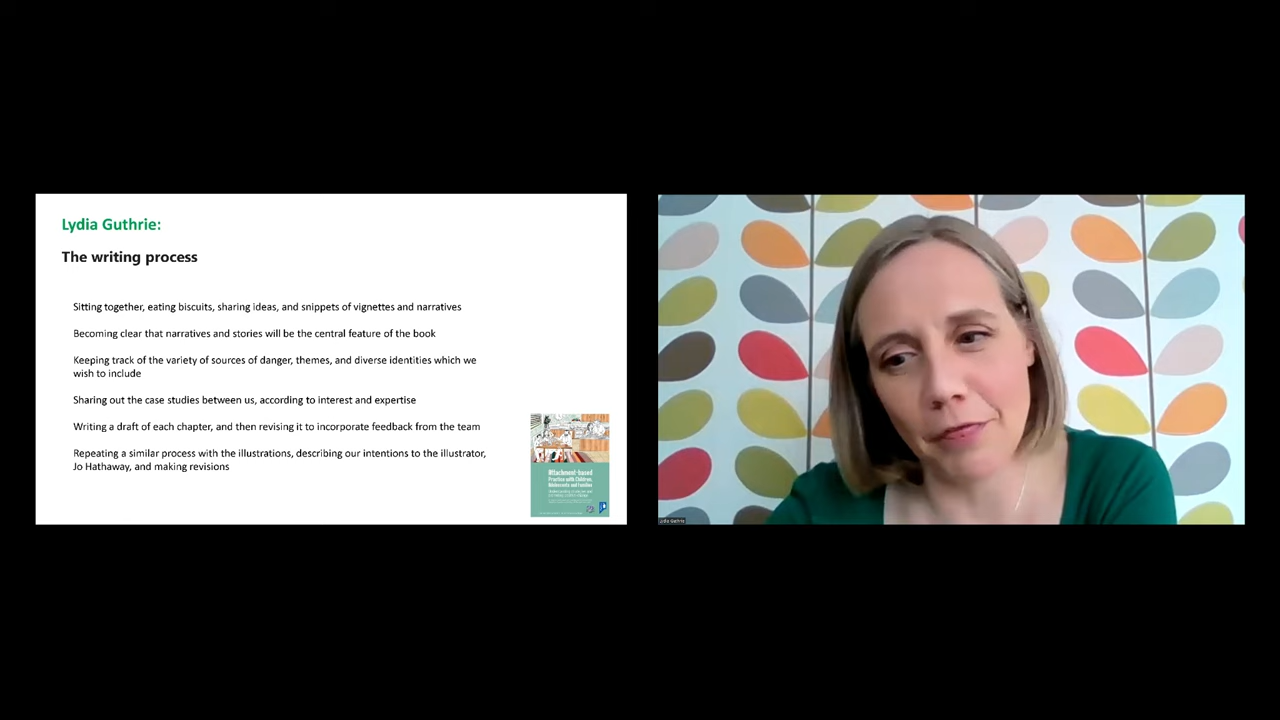 Lydia Guthrie:
The writing process
Sitting together, eating biscuits, sharing ideas, and snippets of vignettes and narratives
Becoming clear that narratives and stories will be the central feature of the book
Keeping track of the variety of sources of danger, themes, and diverse identities which we
wish to include
Sharing out the case studies between us, according to interest and expertise
Writing a draft of each chapter, and then revising it to incorporate feedback from the team
Repeating a similar process with the illustrations, describing our intentions to the illustrator,
Jo Hathaway, and making revisions
Attachment-based
Practice with Children,
Adolescents and Families
Lydia Guthrie